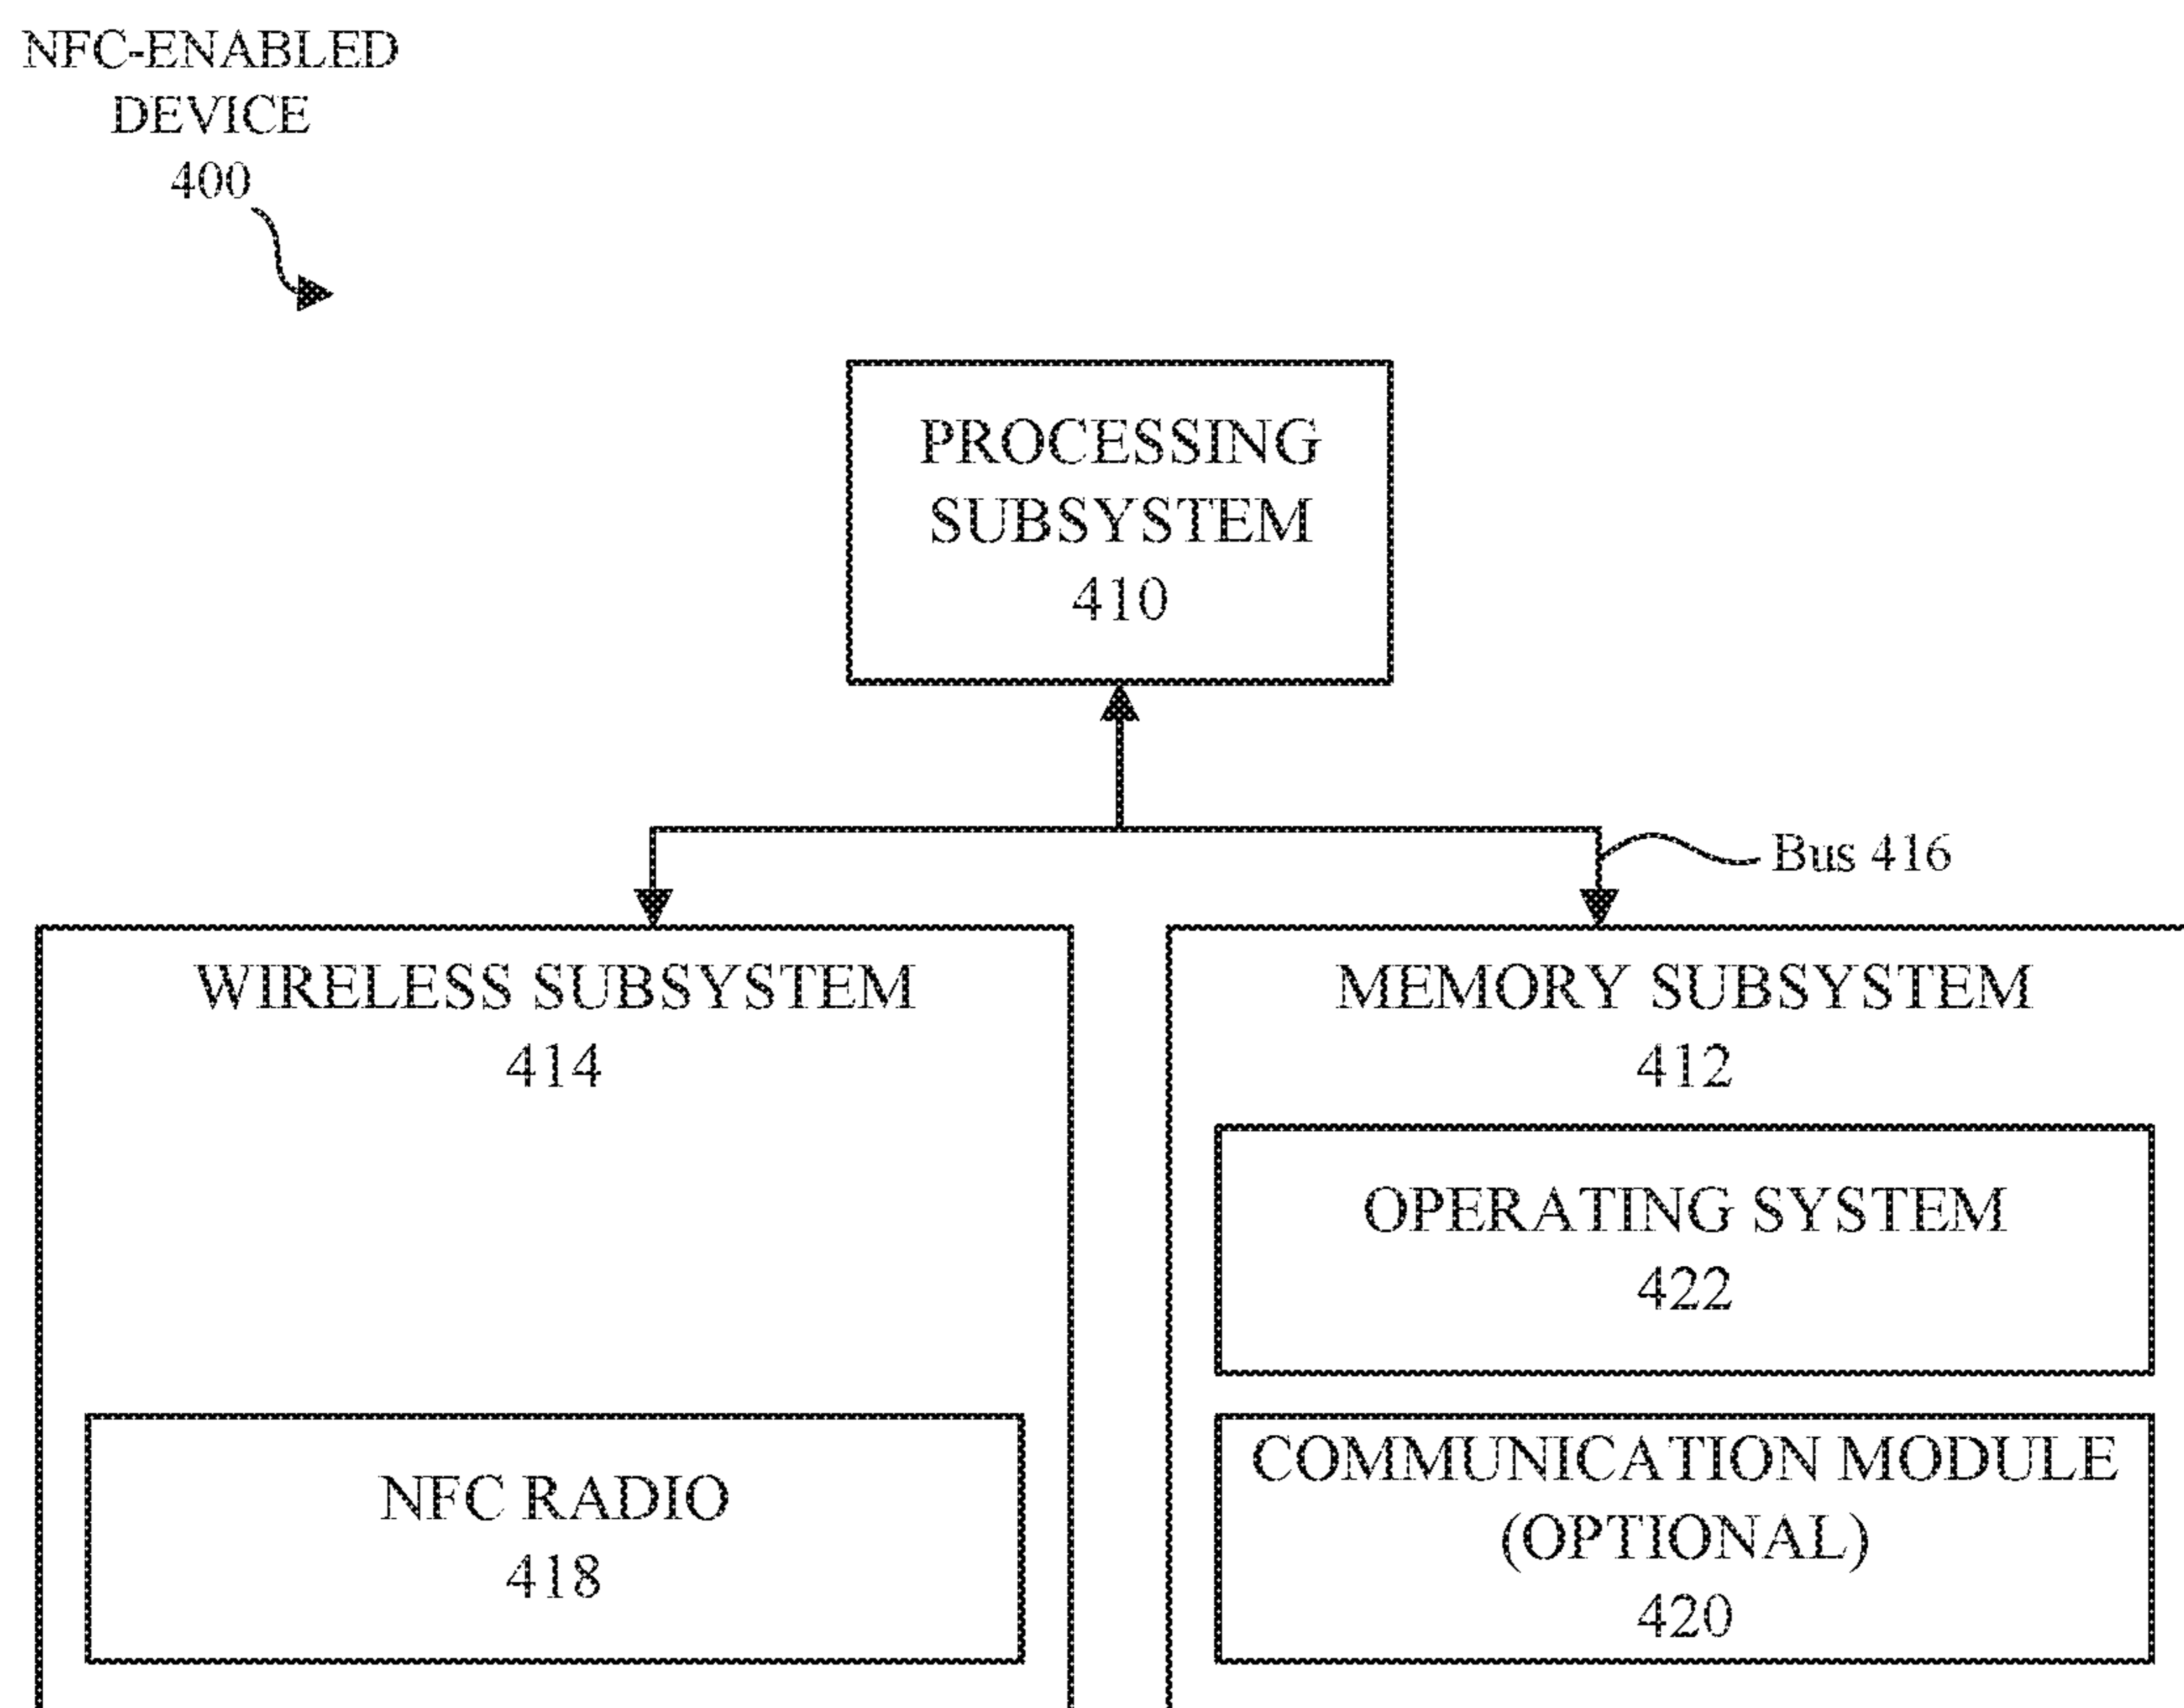 NFC-ENABLED
DEVICE
400
PROCESSING
SUBSYSTEM
410
Bus 416
WIRELESS SUBSYSTEM
414
NFC RADIO
418
MEMORY SUBSYSTEM
412
OPERATING SYSTEM
422
COMMUNICATION MODULE
(OPTIONAL)
420